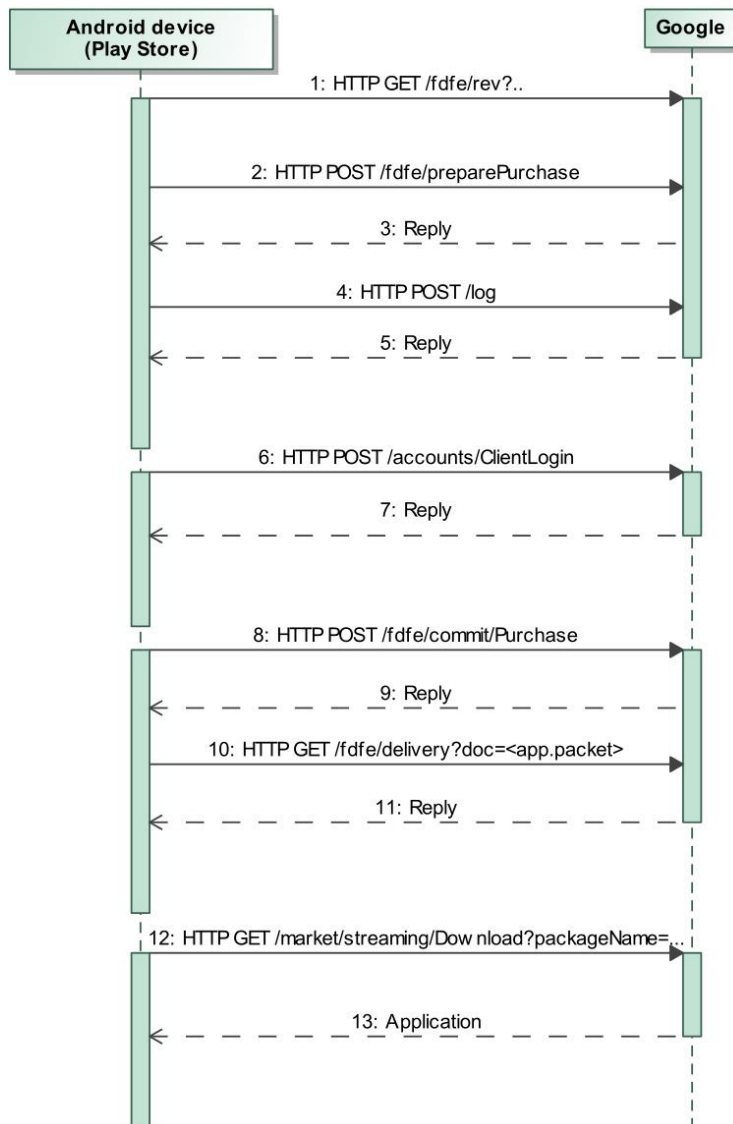 Android device
(Play Store)
Google
1: HTTP GET /fdfe/rev?..
2: HTTP POST /fdfe/preparePurchase
3: Reply
4: HTTP POST /log
5: Reply
6: HTTP POST /accounts/ClientLogin
7: Reply
8: HTTP POST /fdfe/commit/Purchase
9: Reply
10: HTTP GET /fdfe/delivery?doc=<app.packet>
11: Reply
12: HTTP GET /market/streaming/Download?packageName=...
13: Application